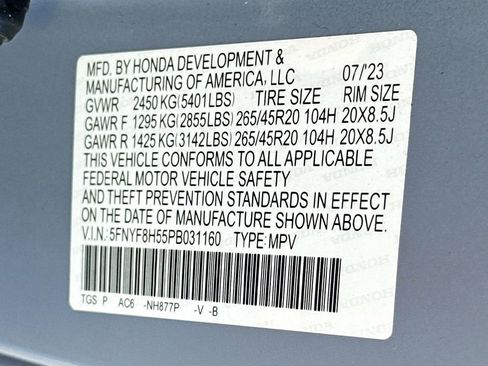 MFD. BY HONDA DEVELOPMENT &
MANUFACTURING OF AMERICA, LLC 07/'23
GVWR 2450 KG(5401LBS) TIRE SIZE RIM SIZE
GAWR F 1295 KG(2855LBS) 265/45R20 104H 20X8.5J
GAWR R 1425 KG(3142LBS) 265/45R20 104H 20X8.5J
THIS VEHICLE CONFORMS TO ALL APPLICABLE
FEDERAL MOTOR VEHICLE SAFETY
AND THEFT PREVENTION STANDARDS IN EFFECT
ON THE DATE OF MANUFACTURE SHOWN ABOVE.
V.I.N.:5FNYF8H55PB031160 TYPE:MPV
TGS P AC6 -NH877P -V -B